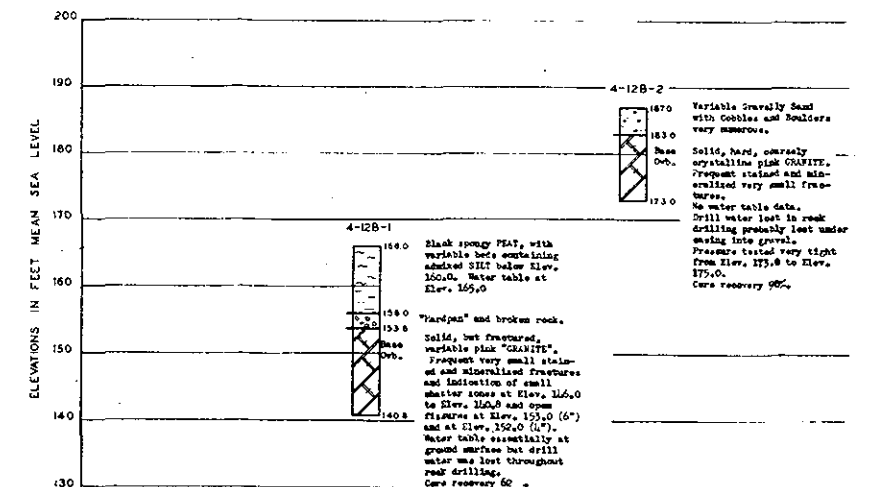 200
190
180
170
160
150
140
130
ELEVATIONS IN FEET MEAN SEA LEVEL
4-12B-2
187.0
183.0
Base
Ovb.
173.0
Variable Gravelly Sand
with Cobbles and Boulders
very numerous.
Solid, hard, coarsely
crystalline pink GRANITE.
Frequent stained and min-
eralized very small frac-
tures.
No water table data.
Drill water lost in rock
drilling probably lost under
casing into gravel.
Pressure tested very tight
from Elev. 173.8 to Elev.
175.0.
Core recovery 98%.
4-12B-1
158.0
153.8
Base
Ovb.
140.8
Black spongy PEAT, with
variable beds containing
admixed SILT below Elev.
160.0. Water table at
Elev. 165.0
"Hardpan" and broken rock.
Solid, but fractured,
variable pink "GRANITE".
Frequent very small stain-
ed and mineralized fractures
and indication of small
shatter zones at Elev. 146.0
to Elev. 140.8 and open
fissures at Elev. 153.0 (6")
and at Elev. 152.0 (4").
Water table essentially at
ground surface but drill
water was lost throughout
rock drilling.
Core recovery 62